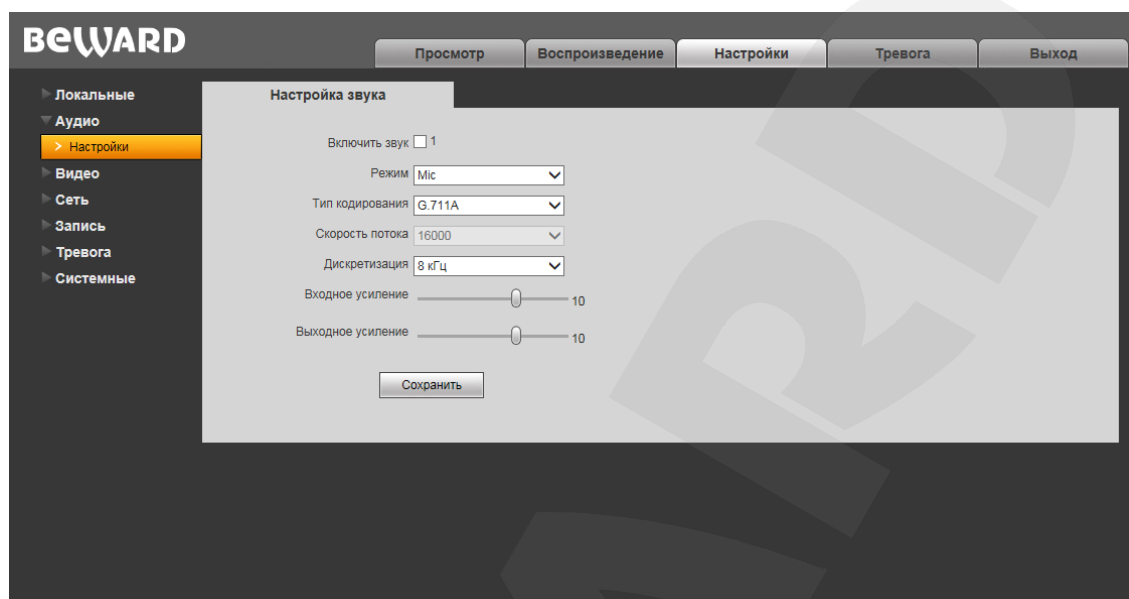 BEWARD
Просмотр
Воспроизведение
Настройки
Тревога
Выход
Локальные
Аудио
> Настройки
Видео
Сеть
Запись
Тревога
Системные
Настройка звука
Включить звук 1
Режим Mic
Тип кодирования G.711A
Скорость потока 16000
Дискретизация 8 кГц
Входное усиление 10
Выходное усиление 10
Сохранить